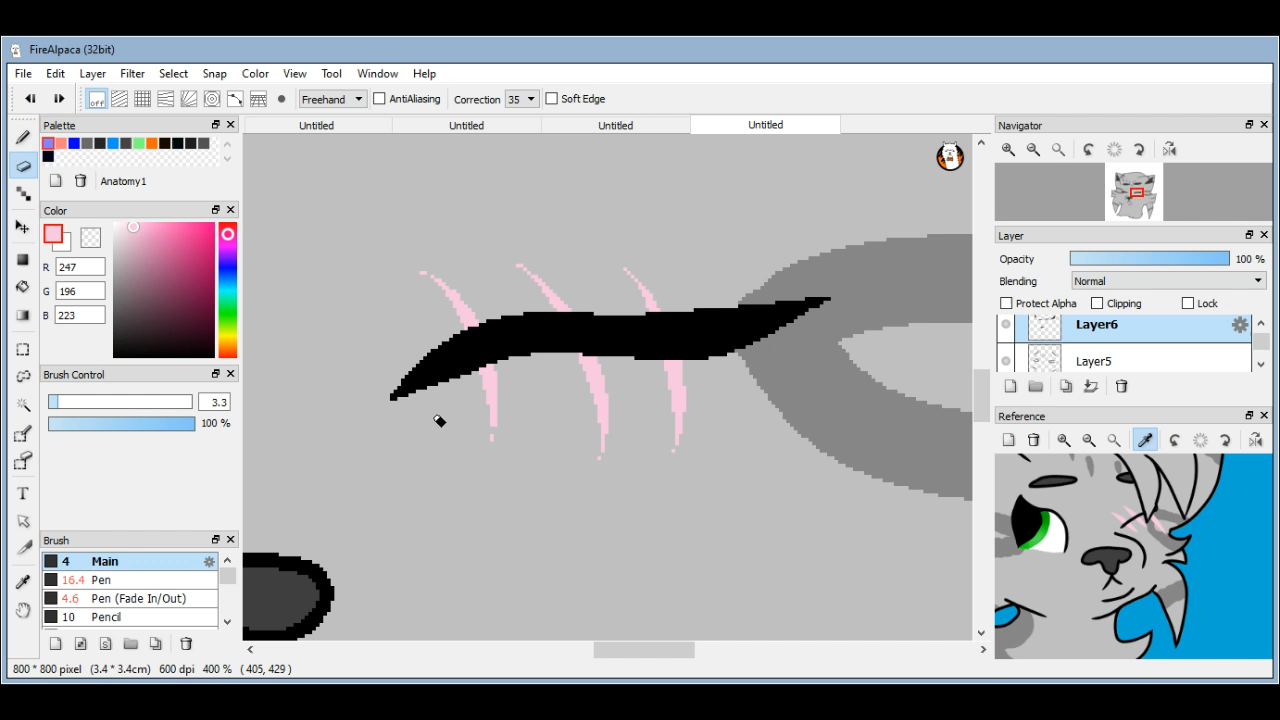 FireAlpaca (32bit)
File Edit Layer Filter Select Snap Color View Tool Window Help
off Freehand AntiAliasing Correction 35 Soft Edge
Palette
Untitled Untitled Untitled Untitled
Navigator
Anatomy1
Color
R 247
G 196
B 223
Layer
Opacity 100 %
Blending Normal
Protect Alpha Clipping Lock
Layer6
Layer5
Brush Control
3.3
100 %
Reference
Brush
4 Main
16.4 Pen
4.6 Pen (Fade In/Out)
10 Pencil
800 * 800 pixel (3.4 * 3.4cm) 600 dpi 400 % ( 405, 429 )